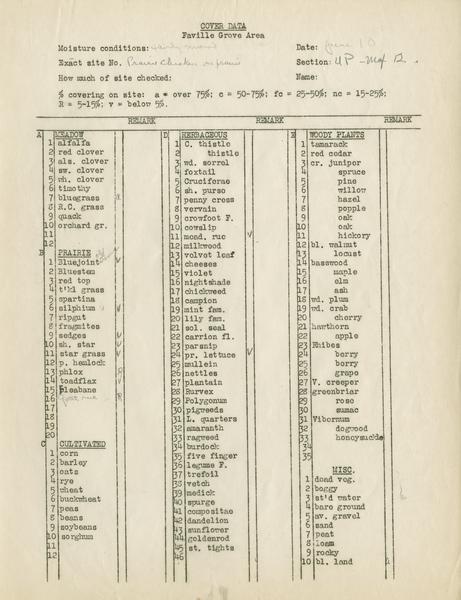 COVER DATA
Faville Grove Area
Moisture conditions:
Date: June 10
Exact site No. Prairie Chicken
Section: UP - Map 12.
How much of site checked:
Name:
% covering on site: a = over 75%; c = 50-75%; fc = 25-50%; nc = 15-25%;
R = 5-15%; v = below 5%.
REMARK
REMARK
REMARK
A MEADOW
1 alfalfa
2 red clover
3 als. clover
4 sw. clover
5 wh. clover
6 timothy
7 bluegrass
8 R.C. grass
9 quack
10 orchard gr.
11
12
B PRAIRIE
1 Bluejoint v
2 Bluestem
3 red top
4 t'kl grass
5 spartina
6 silphium v
7 ripgut
8 fragmites
9 sedges v
10 sh. star v
11 star grass v
12 p. hemlock
13 phlox R
14 toadflax v
15 fleabane
16 R
17
18
19
20
C CULTIVATED
1 corn
2 barley
3 oats
4 rye
5 wheat
6 buckwheat
7 peas
8 beans
9 soybeans
10 sorghum
11
12
D HERBACEOUS
1 C. thistle
2 thistle
3 wd. sorrel
4 foxtail
5 Cruciferae
6 sh. purso
7 penny cress
8 vervain
9 crowfoot F.
10 cowslip
11 mead. rue v
12 milkweed
13 velvet leaf
14 cheeses
15 violet
16 nightshade
17 chickweed
18 campion
19 mint fam.
20 lily fam.
21 sol. seal
22 carrion fl.
23 parsnip
24 pr. lettuce v
25 mullein
26 nettles
27 plantain
28 Rurvex
29 Polygonum
30 pigweeds
31 L. quarters
32 amaranth
33 ragweed
34 burdock
35 five finger
36 legume F.
37 trefoil
38 vetch
39 medick
40 spurge
41 composites
42 dandelion
43 sunflower
44 goldenrod
45 st. tights
46
E WOODY PLANTS
1 tamarack
2 red cedar
3 cr. juniper
4 spruce
5 pine
6 willow
7 hazel
8 popple
9 oak
10 oak
11 hickory
12 bl. walnut
13 locust
14 basswood
15 maple
16 elm
17 ash
18 wd. plum
19 wd. crab
20 cherry
21 hawthorn
22 apple
23 Rhibes
24 berry
25 berry
26 grape
27 V. creeper
28 greenbriar
29 rose
30 sumac
31 Vibernum
32 dogwood
33 honeysuckle
34
35
MISC.
1 dead veg.
2 boggy
3 st'd water
4 bare ground
5 av. gravel
6 sand
7 peat
8 loam
9 rocky
10 bl. land